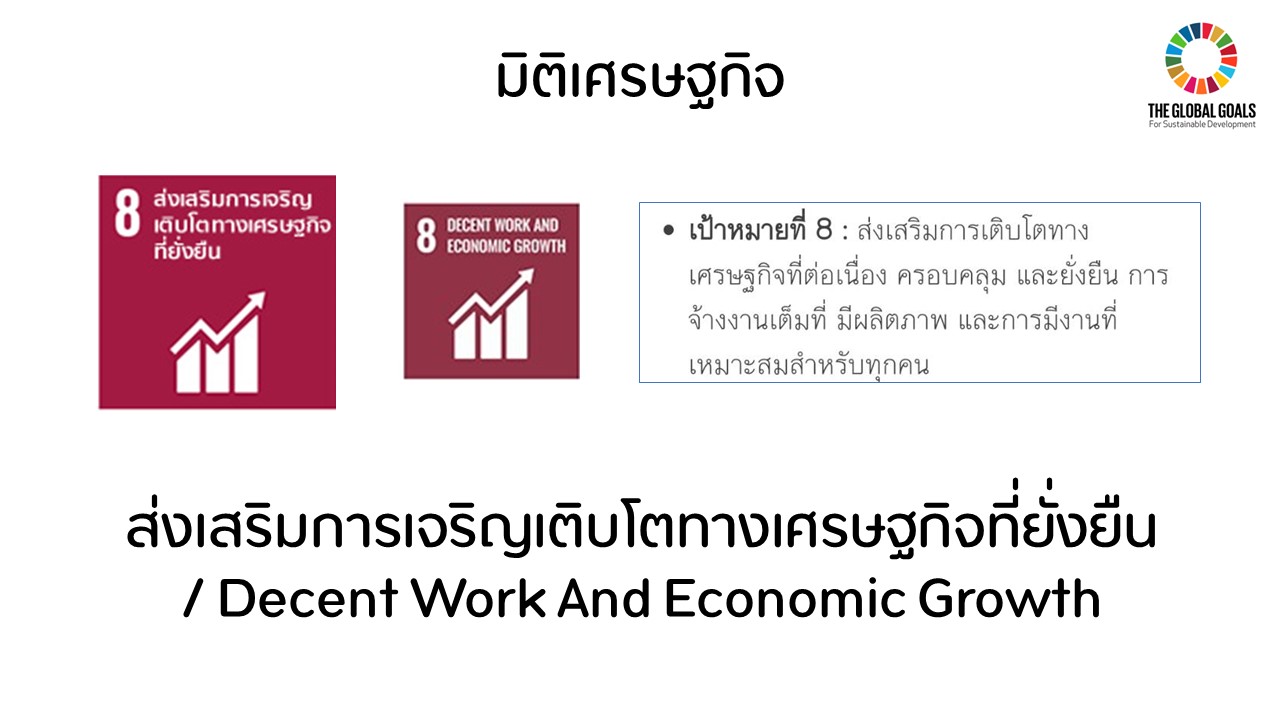 มิติเศรษฐกิจ
THE GLOBAL GOALS
For Sustainable Development
8 ส่งเสริมการเจริญ
เติบโตทางเศรษฐกิจ
ที่ยั่งยืน
8 DECENT WORK AND
ECONOMIC GROWTH
• เป้าหมายที่ 8 : ส่งเสริมการเติบโตทาง
เศรษฐกิจที่ต่อเนื่อง ครอบคลุม และยั่งยืน การ
จ้างงานเต็มที่ มีผลิตภาพ และการมีงานที่
เหมาะสมสำหรับทุกคน
ส่งเสริมการเจริญเติบโตทางเศรษฐกิจที่ยั่งยืน
/ Decent Work And Economic Growth